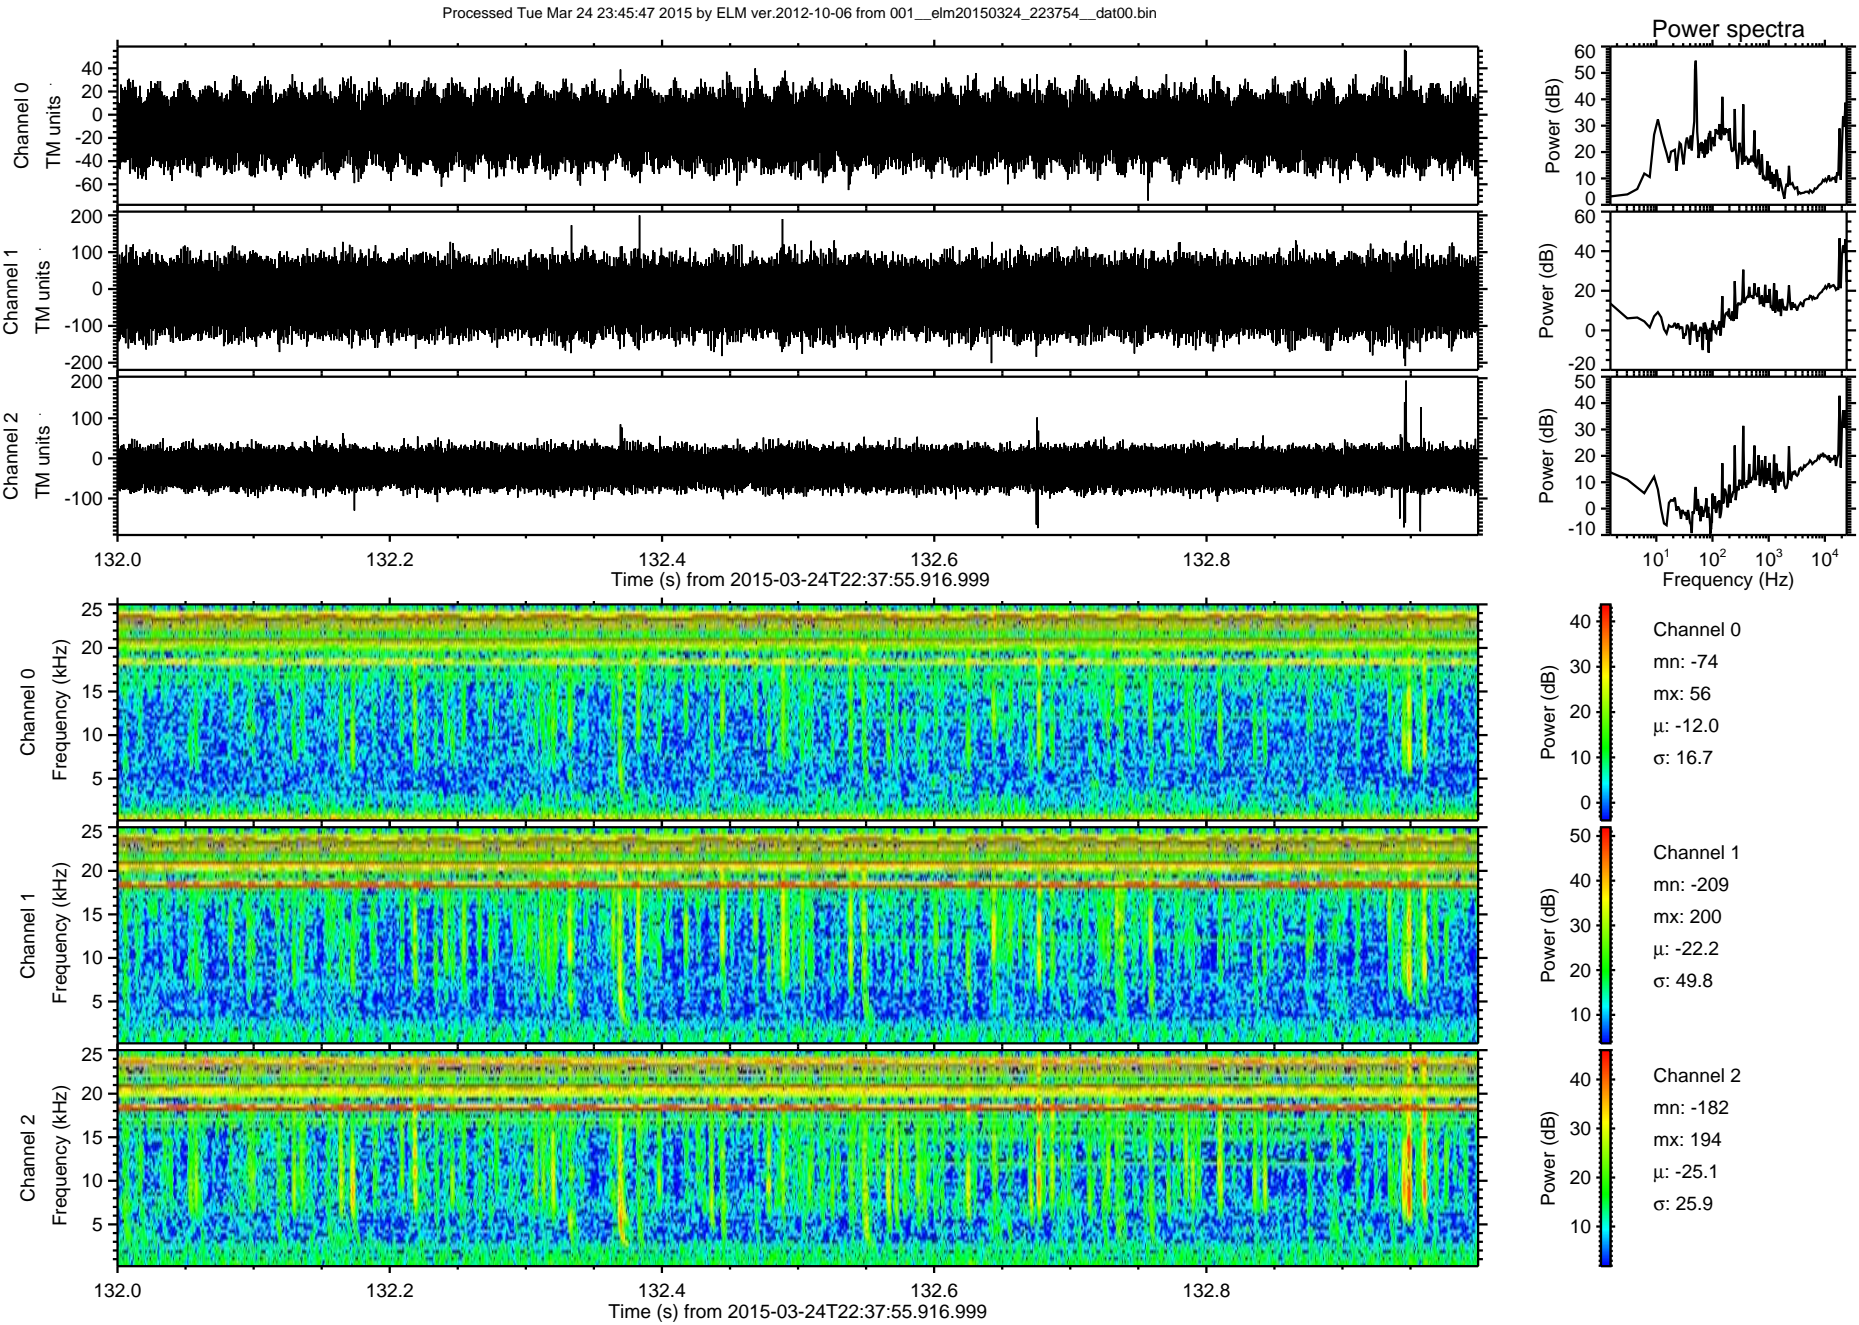 Processed Tue Mar 24 23:45:47 2015 by ELM ver.2012-10-06 from 001__elm20150324_223754__dat00.bin
Power spectra
Channel 0
TM units
40
20
0
-20
-40
-60
Power (dB)
60
50
40
30
20
10
0
Channel 1
TM units
200
100
0
-100
-200
Power (dB)
60
40
20
0
-20
Channel 2
TM units
200
100
0
-100
Power (dB)
50
40
30
20
10
0
-10
132.0 132.2 132.4 132.6 132.8
Time (s) from 2015-03-24T22:37:55.916.999
10^1 10^2 10^3 10^4
Frequency (Hz)
Channel 0
Frequency (kHz)
25
20
15
10
5
Power (dB)
40
30
20
10
0
Channel 0
mn: -74
mx: 56
μ: -12.0
σ: 16.7
Channel 1
Frequency (kHz)
25
20
15
10
5
Power (dB)
50
40
30
20
10
Channel 1
mn: -209
mx: 200
μ: -22.2
σ: 49.8
Channel 2
Frequency (kHz)
25
20
15
10
5
Power (dB)
40
30
20
10
Channel 2
mn: -182
mx: 194
μ: -25.1
σ: 25.9
132.0 132.2 132.4 132.6 132.8
Time (s) from 2015-03-24T22:37:55.916.999